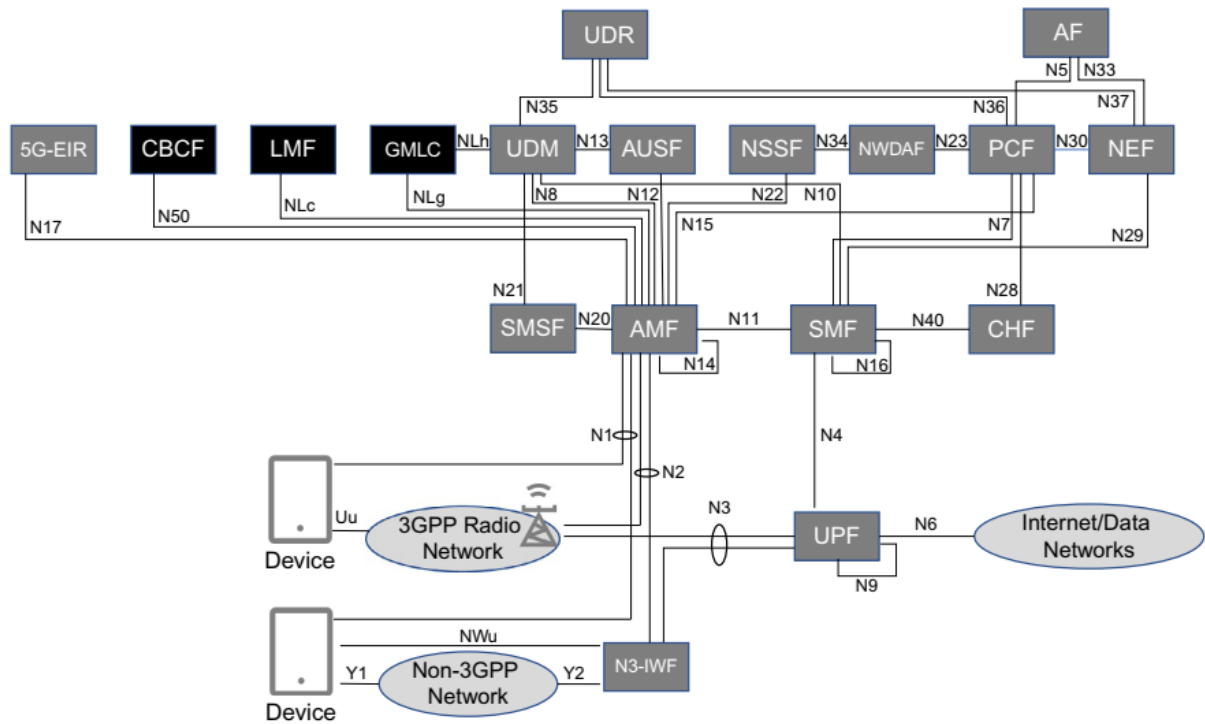 UDR
AF
N5
N33
N35
N36
N37
5G-EIR
CBCF
LMF
GMLC
NLh
UDM
N13
AUSF
NSSF
N34
NWDAF
N23
PCF
N30
NEF
N17
N50
NLc
NLg
N8
N12
N22
N10
N15
N7
N29
N21
N28
SMSF
N20
AMF
N11
SMF
N40
CHF
N14
N16
N1
N4
N2
Uu
3GPP Radio
Network
Device
N3
UPF
N6
Internet/Data
Networks
N9
NWu
N3-IWF
Y1
Non-3GPP
Network
Y2
Device